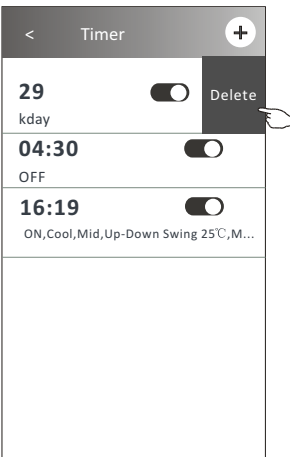 < Timer +
29 Delete
kday
04:30
OFF
16:19
ON,Cool,Mid,Up-Down Swing 25℃,M...